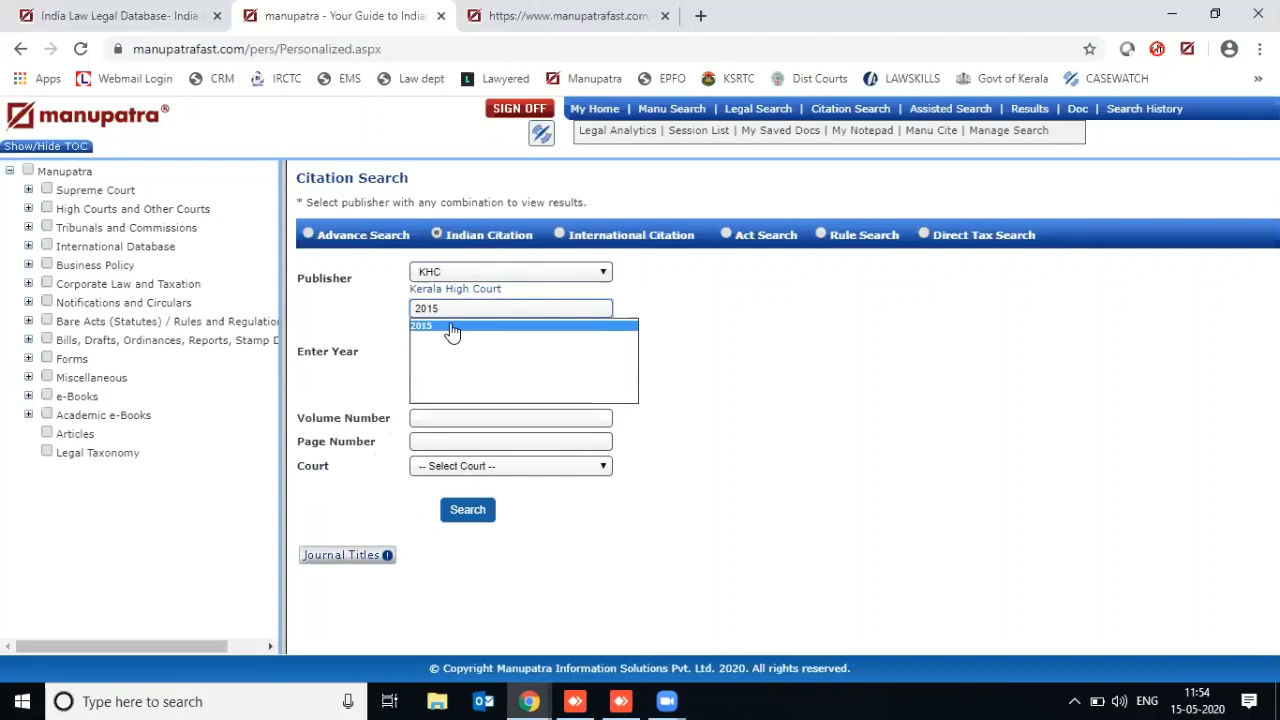 India Law Legal Database- India
manupatra - Your Guide to India
https://www.manupatrafast.com/
manupatrafast.com/pers/Personalized.aspx
Apps
Webmail Login
CRM
IRCTC
EMS
Law dept
Lawyered
Manupatra
EPFO
KSRTC
Dist Courts
LAWSKILLS
Govt of Kerala
CASEWATCH
»
manupatra®
SIGN OFF
My Home | Manu Search | Legal Search | Citation Search | Assisted Search | Results | Doc | Search History
Legal Analytics | Session List | My Saved Docs | My Notepad | Manu Cite | Manage Search
Show/Hide TOC
Manupatra
Supreme Court
High Courts and Other Courts
Tribunals and Commissions
International Database
Business Policy
Corporate Law and Taxation
Notifications and Circulars
Bare Acts (Statutes) / Rules and Regulation
Bills, Drafts, Ordinances, Reports, Stamp D
Forms
Miscellaneous
e-Books
Academic e-Books
Articles
Legal Taxonomy
Citation Search
* Select publisher with any combination to view results.
Advance Search
Indian Citation
International Citation
Act Search
Rule Search
Direct Tax Search
Publisher
KHC
Kerala High Court
2015
2015
Enter Year
Volume Number
Page Number
Court
-- Select Court --
Search
Journal Titles
© Copyright Manupatra Information Solutions Pvt. Ltd. 2020. All rights reserved.
Type here to search
ENG
11:54
15-05-2020